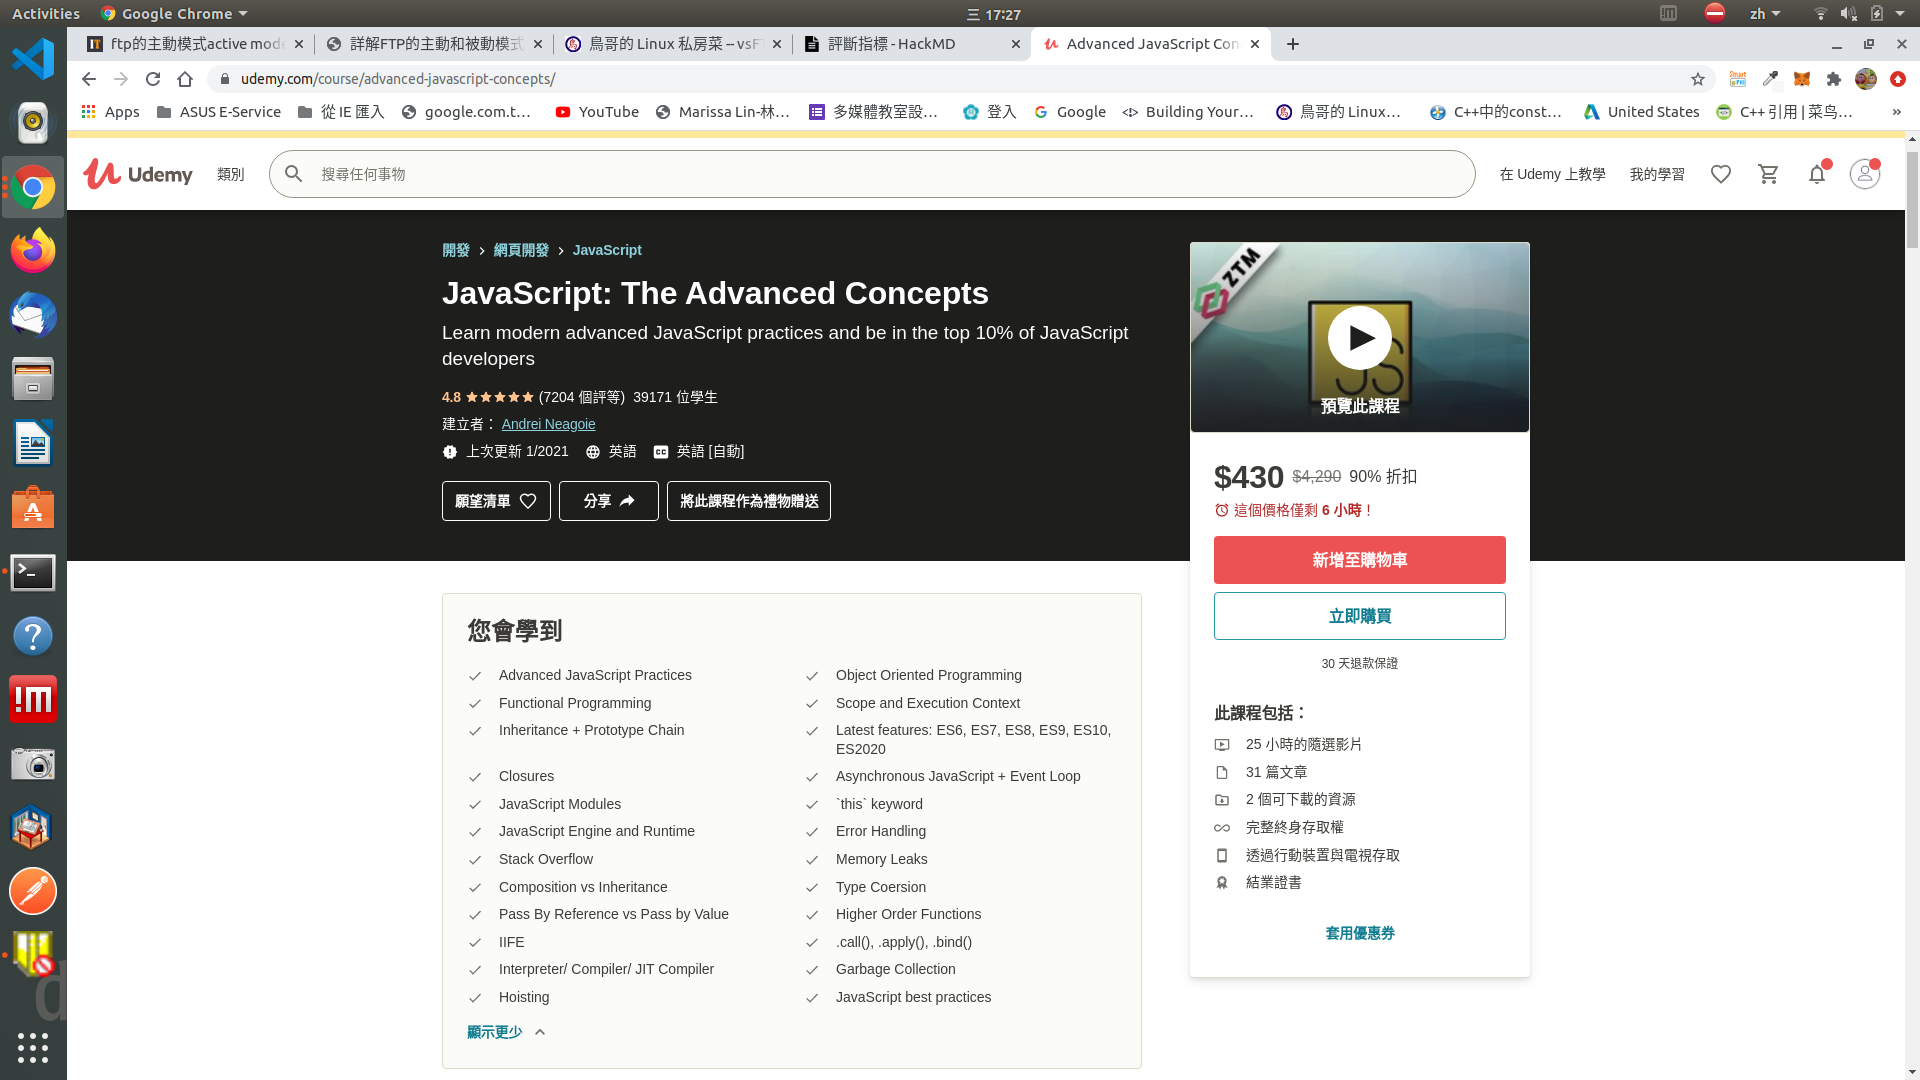 Activities
Google Chrome
三 17:27
zh
ftp的主動模式active mode
詳解FTP的主動和被動模式
鳥哥的 Linux 私房菜 -- vsFT
評斷指標 - HackMD
Advanced JavaScript Con
udemy.com/course/advanced-javascript-concepts/
Apps
ASUS E-Service
從 IE 匯入
google.com.t…
YouTube
Marissa Lin-林…
多媒體教室設…
登入
Google
Building Your…
鳥哥的 Linux…
C++中的const…
United States
C++ 引用 | 菜鸟…
»
Udemy
類別
搜尋任何事物
在 Udemy 上教學
我的學習
開發 > 網頁開發 > JavaScript
JavaScript: The Advanced Concepts
Learn modern advanced JavaScript practices and be in the top 10% of JavaScript
developers
4.8 (7204 個評等) 39171 位學生
建立者： Andrei Neagoie
上次更新 1/2021 英語 英語 [自動]
願望清單
分享
將此課程作為禮物贈送
ZTM
JS
預覽此課程
$430 $4,290 90% 折扣
這個價格僅剩 6 小時！
新增至購物車
立即購買
30 天退款保證
此課程包括：
25 小時的隨選影片
31 篇文章
2 個可下載的資源
完整終身存取權
透過行動裝置與電視存取
結業證書
套用優惠券
您會學到
Advanced JavaScript Practices
Object Oriented Programming
Functional Programming
Scope and Execution Context
Inheritance + Prototype Chain
Latest features: ES6, ES7, ES8, ES9, ES10,
ES2020
Closures
Asynchronous JavaScript + Event Loop
JavaScript Modules
`this` keyword
JavaScript Engine and Runtime
Error Handling
Stack Overflow
Memory Leaks
Composition vs Inheritance
Type Coersion
Pass By Reference vs Pass by Value
Higher Order Functions
IIFE
.call(), .apply(), .bind()
Interpreter/ Compiler/ JIT Compiler
Garbage Collection
Hoisting
JavaScript best practices
顯示更少